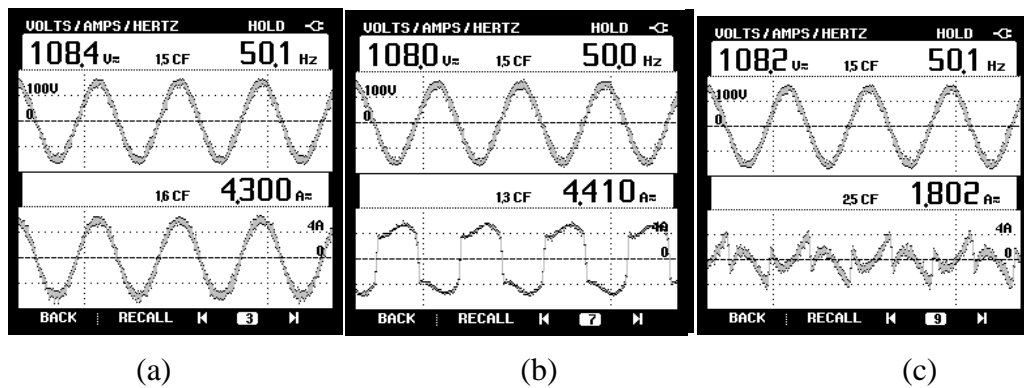 VOLTS / AMPS / HERTZ HOLD
108.4 V≂ 1.5 CF 50.1 Hz
100V
0
1.6 CF 4.300 A≂
4A
0
BACK RECALL 3
VOLTS / AMPS / HERTZ HOLD
108.0 V≂ 1.5 CF 50.0 Hz
100V
0
1.3 CF 4.410 A≂
4A
0
BACK RECALL 7
VOLTS / AMPS / HERTZ HOLD
108.2 V≂ 1.5 CF 50.1 Hz
100V
0
2.5 CF 1.802 A≂
4A
0
BACK RECALL 9
(a) (b) (c)